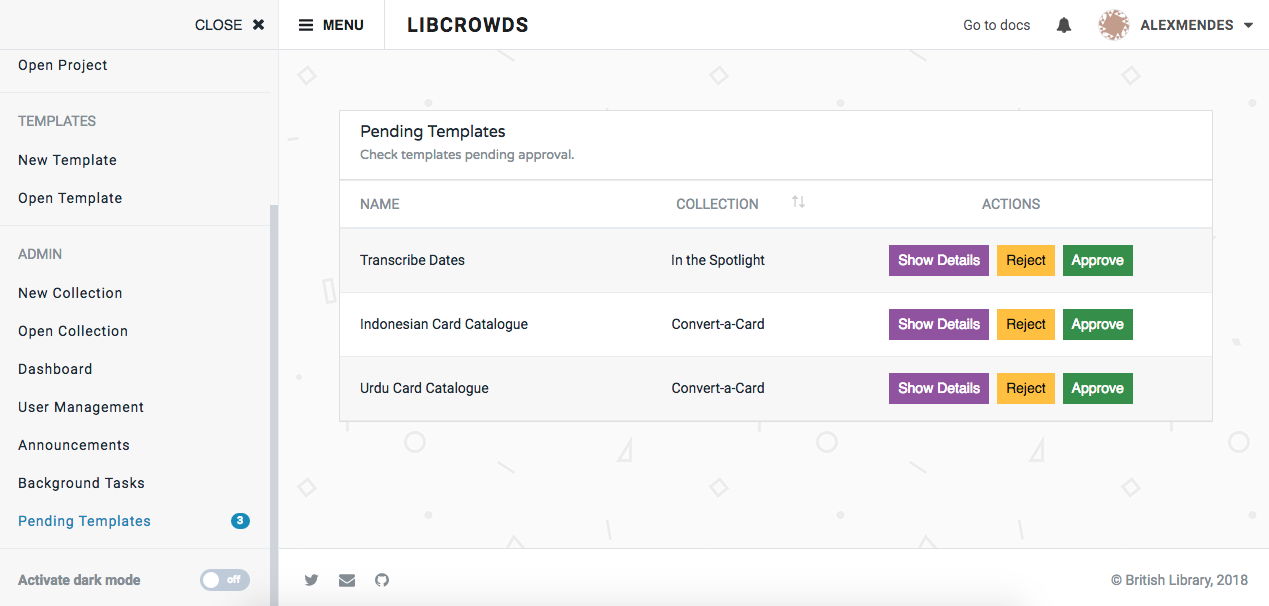 CLOSE MENU LIBCROWDS Go to docs ALEXMENDES
Open Project
TEMPLATES
New Template
Open Template
ADMIN
New Collection
Open Collection
Dashboard
User Management
Announcements
Background Tasks
Pending Templates 3
Activate dark mode off
Pending Templates
Check templates pending approval.
NAME COLLECTION ACTIONS
Transcribe Dates In the Spotlight Show Details Reject Approve
Indonesian Card Catalogue Convert-a-Card Show Details Reject Approve
Urdu Card Catalogue Convert-a-Card Show Details Reject Approve
© British Library, 2018